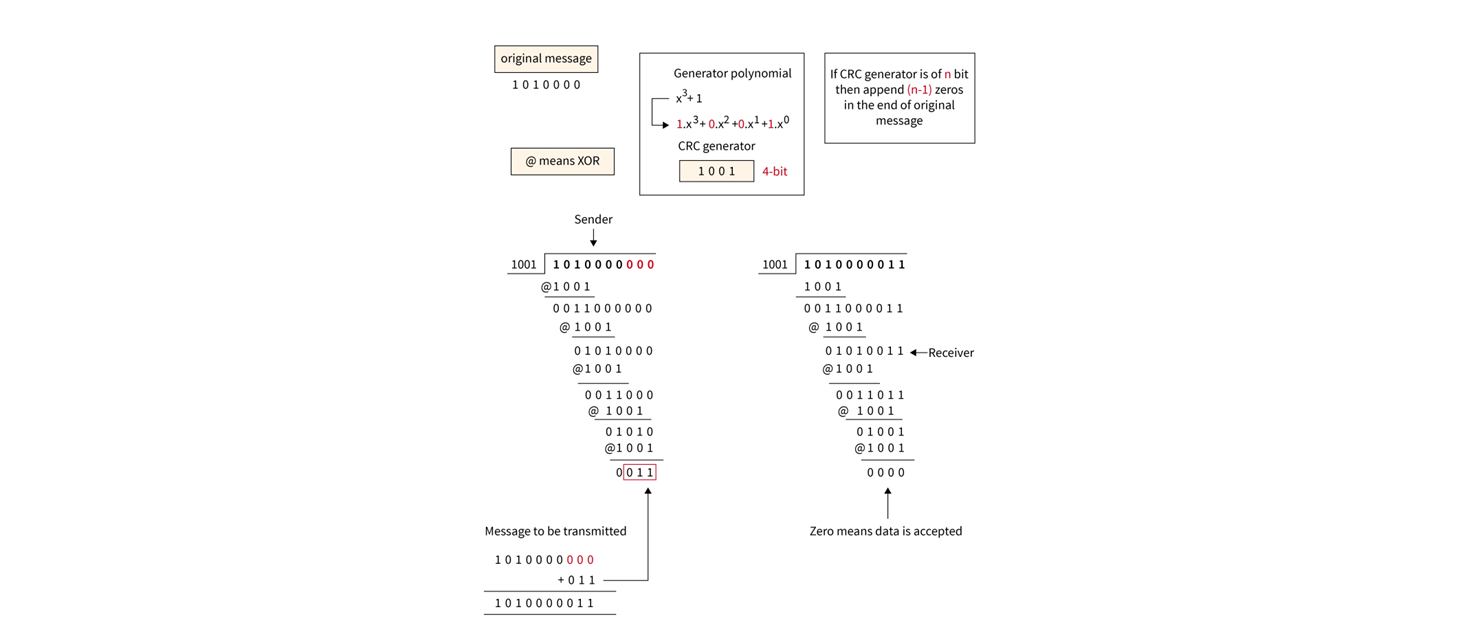 original message
1 0 1 0 0 0 0
@ means XOR
Generator polynomial
x³+ 1
1.x³+ 0.x² +0.x¹ +1.x⁰
CRC generator
1 0 0 1 4-bit
If CRC generator is of n bit
then append (n-1) zeros
in the end of original
message
Sender
1001 1 0 1 0 0 0 0 0 0 0
@1 0 0 1
0 0 1 1 0 0 0 0 0 0
@ 1 0 0 1
0 1 0 1 0 0 0 0
@1 0 0 1
0 0 1 1 0 0 0
@ 1 0 0 1
0 1 0 1 0
@1 0 0 1
0 0 1 1
Message to be transmitted
1 0 1 0 0 0 0 0 0 0
+ 0 1 1
1 0 1 0 0 0 0 0 1 1
1001 1 0 1 0 0 0 0 0 1 1
1 0 0 1
0 0 1 1 0 0 0 0 1 1
@ 1 0 0 1
0 1 0 1 0 0 1 1
Receiver
@1 0 0 1
0 0 1 1 0 1 1
@ 1 0 0 1
0 1 0 0 1
@1 0 0 1
0 0 0 0
Zero means data is accepted